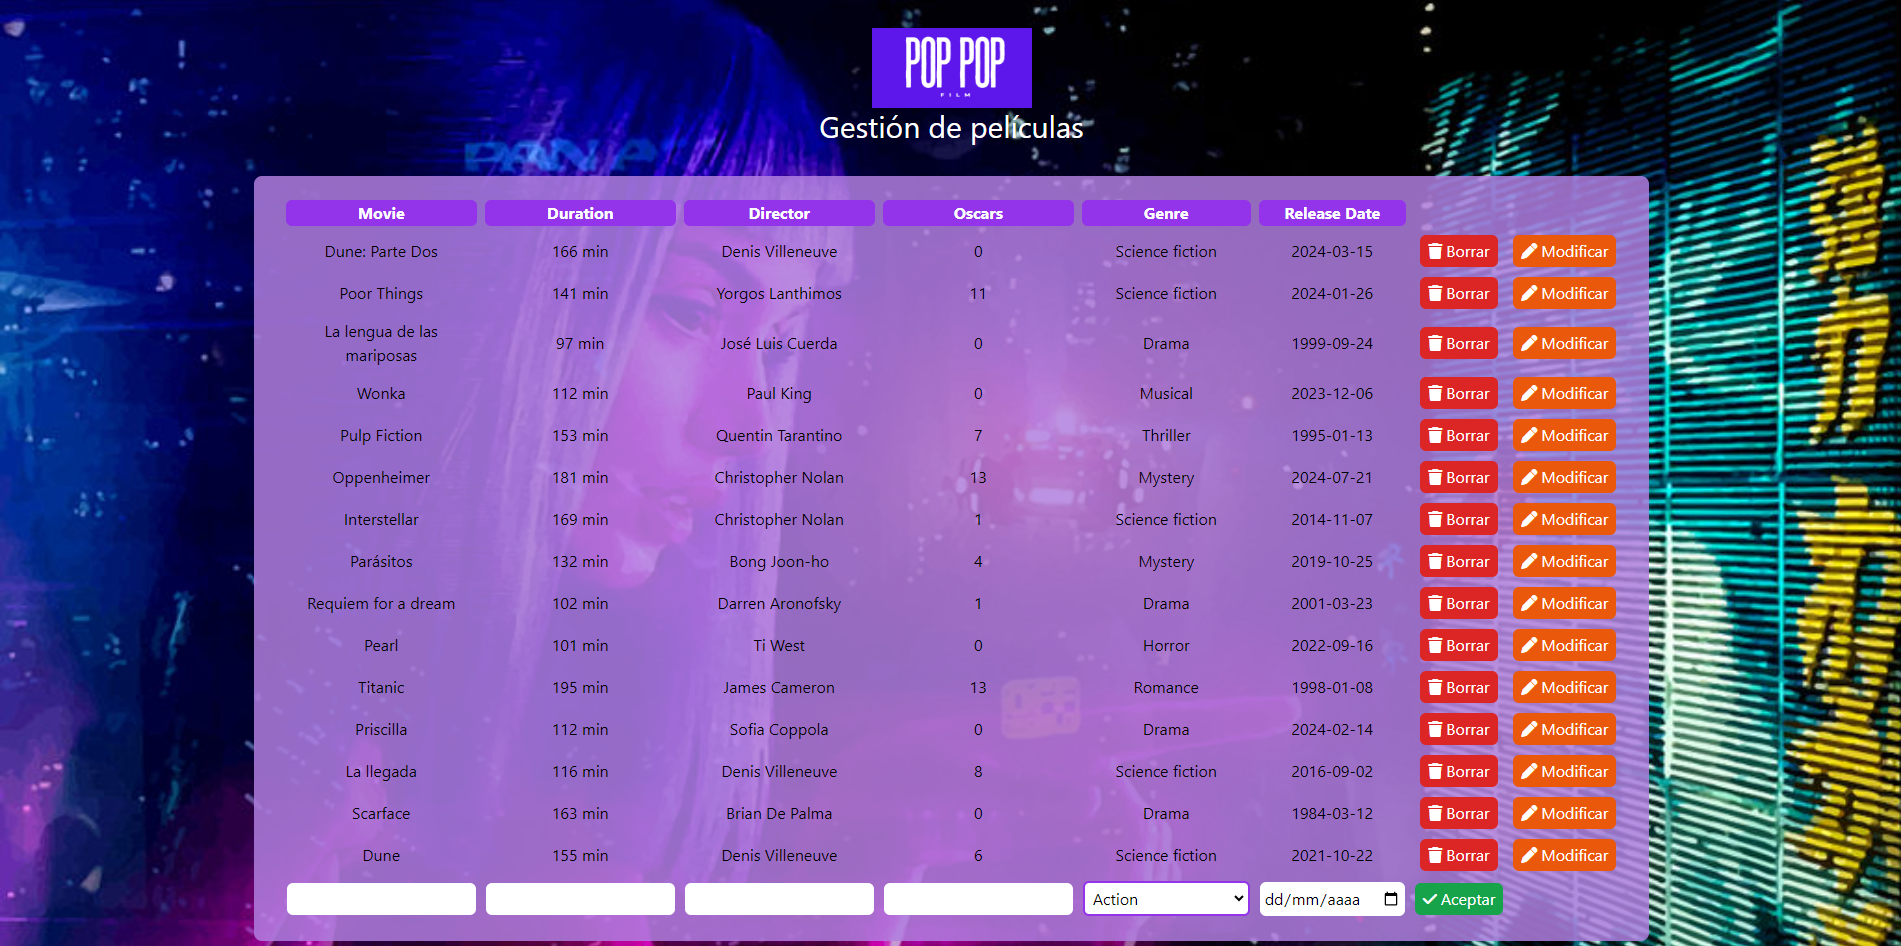 POP POP
FILM
Gestión de películas
Movie Duration Director Oscars Genre Release Date
Dune: Parte Dos 166 min Denis Villeneuve 0 Science fiction 2024-03-15 Borrar Modificar
Poor Things 141 min Yorgos Lanthimos 11 Science fiction 2024-01-26 Borrar Modificar
La lengua de las
mariposas 97 min José Luis Cuerda 0 Drama 1999-09-24 Borrar Modificar
Wonka 112 min Paul King 0 Musical 2023-12-06 Borrar Modificar
Pulp Fiction 153 min Quentin Tarantino 7 Thriller 1995-01-13 Borrar Modificar
Oppenheimer 181 min Christopher Nolan 13 Mystery 2024-07-21 Borrar Modificar
Interstellar 169 min Christopher Nolan 1 Science fiction 2014-11-07 Borrar Modificar
Parásitos 132 min Bong Joon-ho 4 Mystery 2019-10-25 Borrar Modificar
Requiem for a dream 102 min Darren Aronofsky 1 Drama 2001-03-23 Borrar Modificar
Pearl 101 min Ti West 0 Horror 2022-09-16 Borrar Modificar
Titanic 195 min James Cameron 13 Romance 1998-01-08 Borrar Modificar
Priscilla 112 min Sofia Coppola 0 Drama 2024-02-14 Borrar Modificar
La llegada 116 min Denis Villeneuve 8 Science fiction 2016-09-02 Borrar Modificar
Scarface 163 min Brian De Palma 0 Drama 1984-03-12 Borrar Modificar
Dune 155 min Denis Villeneuve 6 Science fiction 2021-10-22 Borrar Modificar
Action dd/mm/aaaa Aceptar